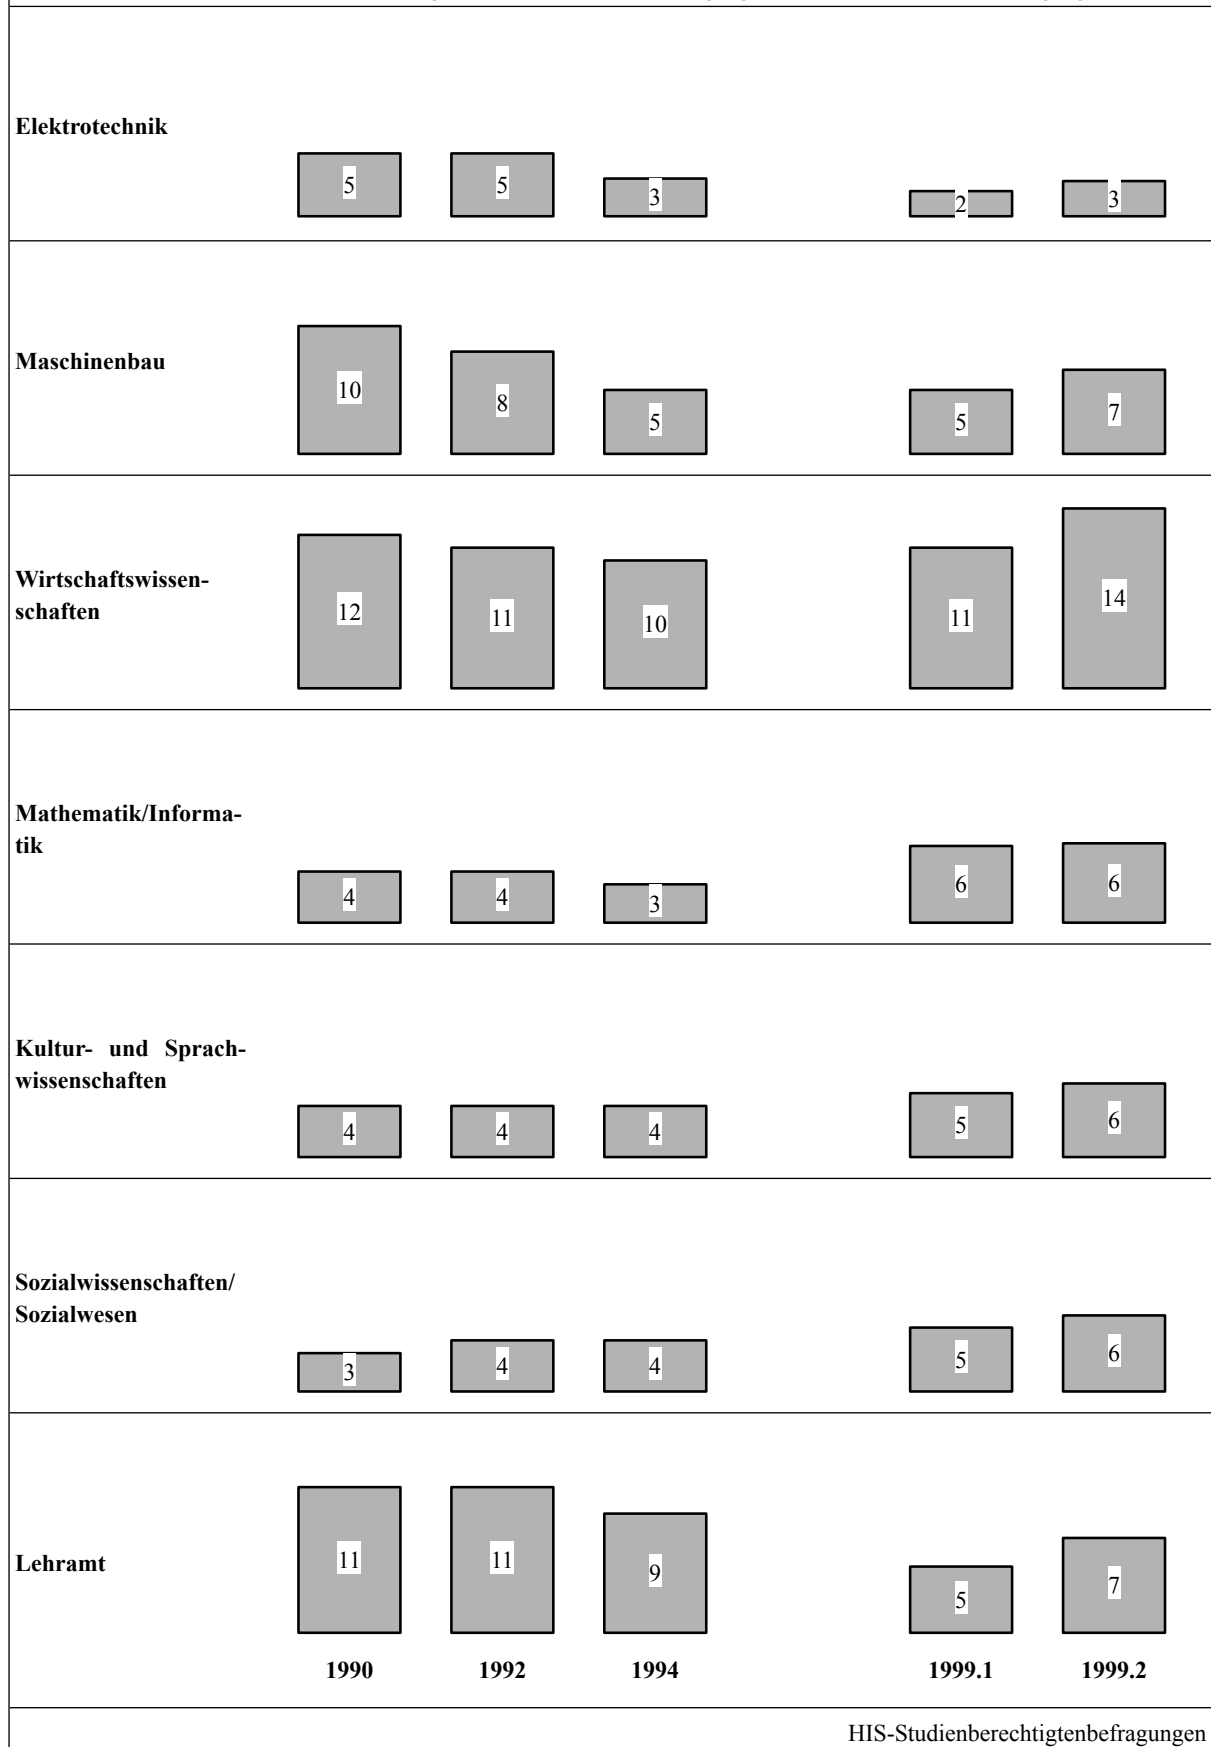 Elektrotechnik
5 5 3 2 3
Maschinenbau
10 8 5 5 7
Wirtschaftswissen-
schaften
12 11 10 11 14
Mathematik/Informa-
tik
4 4 3 6 6
Kultur- und Sprach-
wissenschaften
4 4 4 5 6
Sozialwissenschaften/
Sozialwesen
3 4 4 5 6
Lehramt
11 11 9 5 7
1990 1992 1994 1999.1 1999.2
HIS-Studienberechtigtenbefragungen